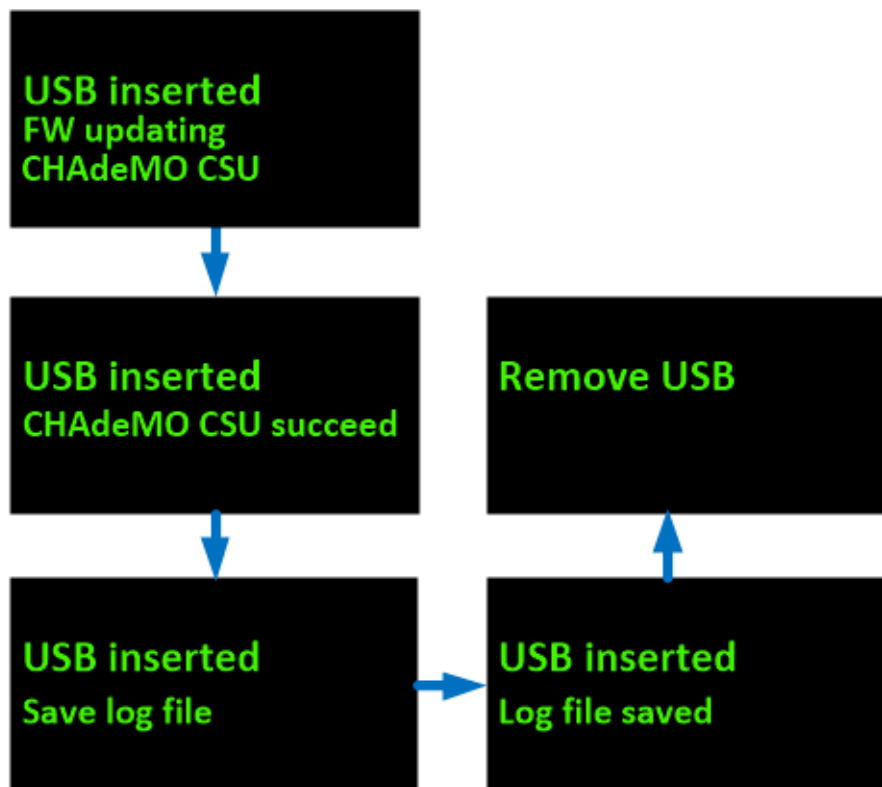 USB inserted
FW updating
CHAdeMO CSU
USB inserted
CHAdeMO CSU succeed
USB inserted
Save log file
USB inserted
Log file saved
Remove USB